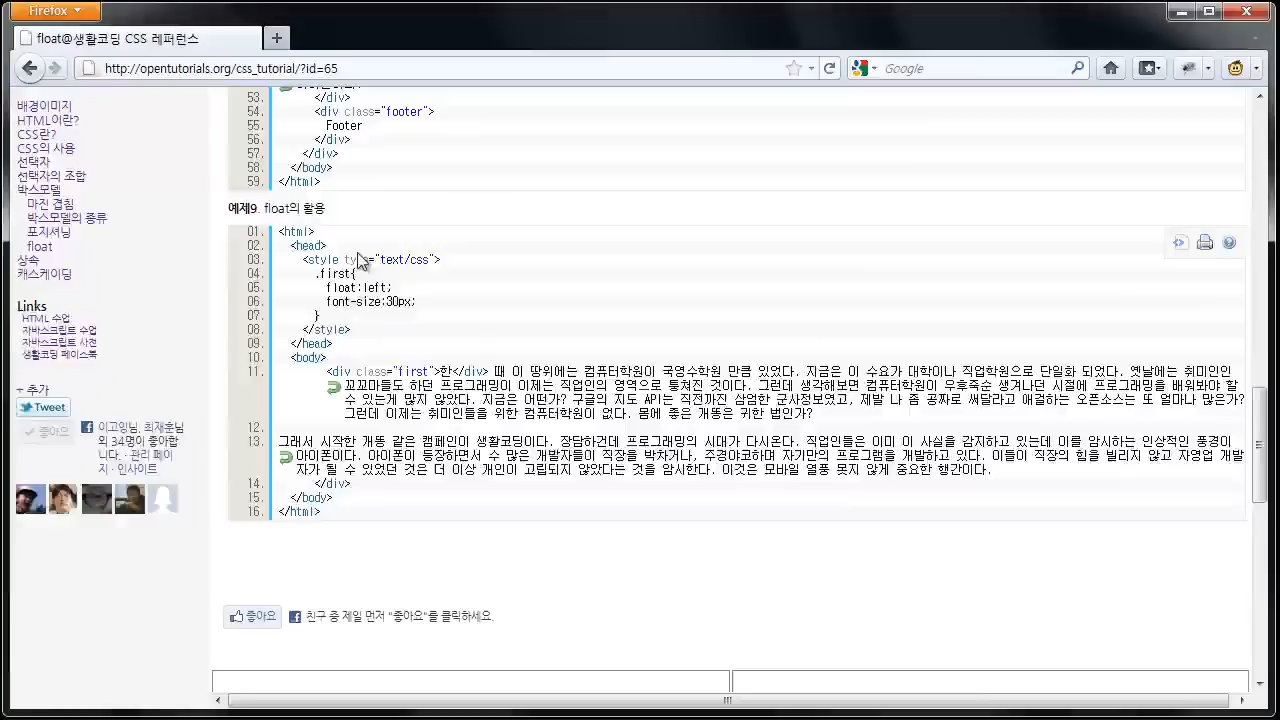 Firefox
float@생활코딩 CSS 레퍼런스
http://opentutorials.org/css_tutorial/?id=65
Google
배경이미지
HTML이란?
CSS란?
CSS의 사용
선택자
선택자의 조합
박스모델
마진 겹침
박스모델의 종류
포지셔닝
float
상속
캐스케이딩
Links
HTML 수업
자바스크립트 수업
자바스크립트 사전
생활코딩 페이스북
+ 추가
Tweet
좋아요
이고잉님, 최재훈님
외 34명이 좋아합
니다. · 관리 페이
지 · 인사이트
53. </div>
54. <div class="footer">
55. Footer
56. </div>
57. </div>
58. </body>
59. </html>
예제9. float의 활용
01. <html>
02. <head>
03. <style type="text/css">
04. .first{
05. float:left;
06. font-size:30px;
07. }
08. </style>
09. </head>
10. <body>
11. <div class="first">한</div> 때 이 땅위에는 컴퓨터학원이 국영수학원 만큼 있었다. 지금은 이 수요가 대학이나 직업학원으로 단일화 되었다. 옛날에는 취미인인
꼬꼬마들도 하던 프로그래밍이 이제는 직업인의 영역으로 퉁쳐진 것이다. 그런데 생각해보면 컴퓨터학원이 우후죽순 생겨나던 시절에 프로그래밍을 배워봐야 할
수 있는게 많지 않았다. 지금은 어떤가? 구글의 지도 API는 직전까진 삼엄한 군사정보였고, 제발 나 좀 공짜로 써달라고 애걸하는 오픈소스는 또 얼마나 많은가?
그런데 이제는 취미인들을 위한 컴퓨터학원이 없다. 몸에 좋은 개똥은 귀한 법인가?
12.
13. 그래서 시작한 개똥 같은 캠페인이 생활코딩이다. 장담하건데 프로그래밍의 시대가 다시온다. 직업인들은 이미 이 사실을 감지하고 있는데 이를 암시하는 인상적인 풍경이
아이폰이다. 아이폰이 등장하면서 수 많은 개발자들이 직장을 박차거나, 주경야코하며 자기만의 프로그램을 개발하고 있다. 이들이 직장의 힘을 빌리지 않고 자영업 개발
자가 될 수 있었던 것은 더 이상 개인이 고립되지 않았다는 것을 암시한다. 이것은 모바일 열풍 못지 않게 중요한 행간이다.
14. </div>
15. </body>
16. </html>
좋아요
친구 중 제일 먼저 "좋아요"를 클릭하세요.